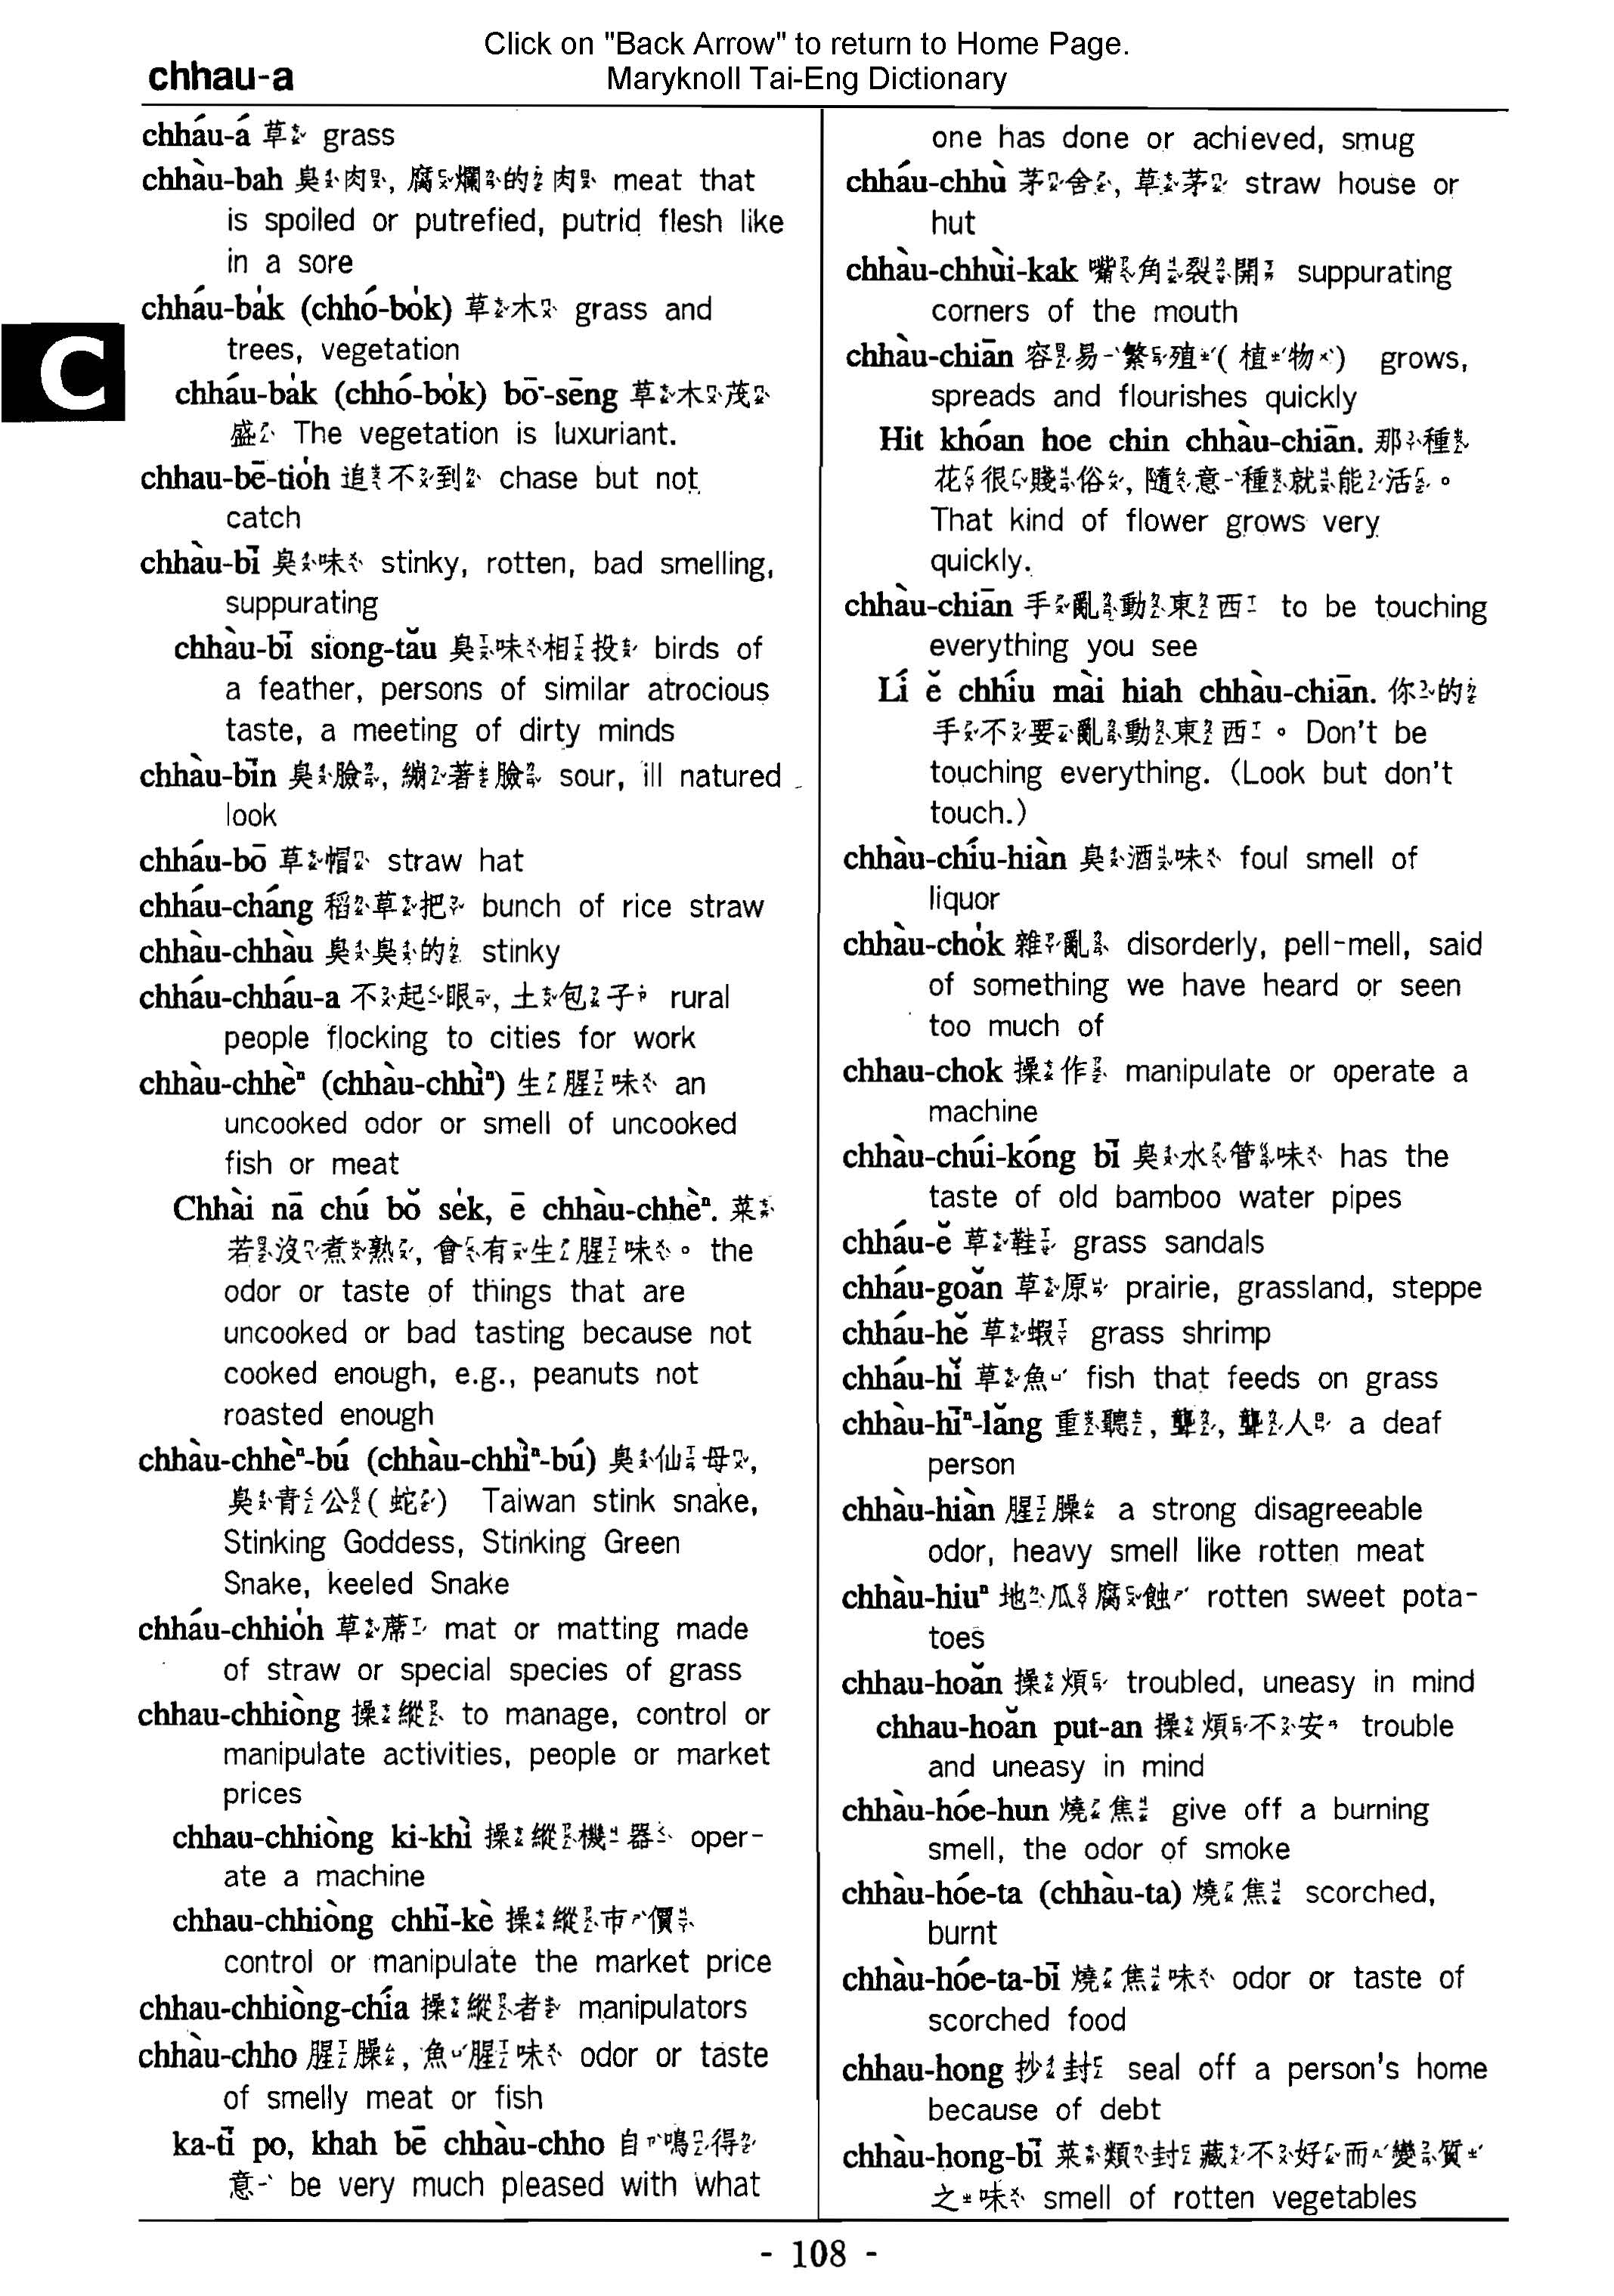 Click on "Back Arrow" to return to Home Page.
chhau-a
Maryknoll Tai-Eng Dictionary
chháu-á 草 grass
chhàu-bah 臭肉, 腐爛的肉 meat that
is spoiled or putrefied, putrid flesh like
in a sore
chháu-ba̍k (chhó-bo̍k) 草木 grass and
trees, vegetation
chháu-ba̍k (chhó-bo̍k) bō͘-sēng 草木茂
盛 The vegetation is luxuriant.
chhau-bē-tio̍h 追不到 chase but not
catch
chhàu-bī 臭味 stinky, rotten, bad smelling,
suppurating
chhàu-bī siong-tău 臭味相投 birds of
a feather, persons of similar atrocious
taste, a meeting of dirty minds
chhàu-bīn 臭臉, 繃著臉 sour, ill natured
look
chháu-bō 草帽 straw hat
chháu-cháng 稻草把 bunch of rice straw
chhàu-chhàu 臭臭的 stinky
chháu-chháu-a 不起眼, 土包子 rural
people flocking to cities for work
chhàu-chhèⁿ (chhàu-chhìⁿ) 生腥味 an
uncooked odor or smell of uncooked
fish or meat
Chhài nā chú bŏ se̍k, ē chhàu-chhèⁿ. 菜
若沒煮熟, 會有生腥味。 the
odor or taste of things that are
uncooked or bad tasting because not
cooked enough, e.g., peanuts not
roasted enough
chhàu-chhèⁿ-bú (chhàu-chhìⁿ-bú) 臭仙母,
臭青公(蛇) Taiwan stink snake,
Stinking Goddess, Stinking Green
Snake, keeled Snake
chháu-chhio̍h 草蓆 mat or matting made
of straw or special species of grass
chhau-chhiòng 操縱 to manage, control or
manipulate activities, people or market
prices
chhau-chhiòng ki-khì 操縱機器 oper-
ate a machine
chhau-chhiòng chhī-kè 操縱市價
control or manipulate the market price
chhau-chhiòng-chía 操縱者 manipulators
chhàu-chho 腥臊, 魚腥味 odor or taste
of smelly meat or fish
ka-tī po, khah bē chhàu-chho 自鳴得
意 be very much pleased with what
one has done or achieved, smug
chháu-chhù 茅舍, 草茅 straw house or
hut
chhàu-chhùi-kak 嘴角裂開 suppurating
corners of the mouth
chhàu-chiān 容易繁殖(植物) grows,
spreads and flourishes quickly
Hit khóan hoe chin chhàu-chiān. 那種
花很賤俗, 隨意種就能活。
That kind of flower grows very
quickly.
chhàu-chiān 手亂動東西 to be touching
everything you see
Lí ĕ chhíu mài hiah chhàu-chiān. 你的
手不要亂動東西。 Don't be
touching everything. (Look but don't
touch.)
chhàu-chíu-hiàn 臭酒味 foul smell of
liquor
chhàu-cho̍k 雜亂 disorderly, pell-mell, said
of something we have heard or seen
too much of
chhau-chok 操作 manipulate or operate a
machine
chhàu-chúi-kóng bī 臭水管味 has the
taste of old bamboo water pipes
chháu-ĕ 草鞋 grass sandals
chháu-goăn 草原 prairie, grassland, steppe
chháu-hĕ 草蝦 grass shrimp
chháu-hĭ 草魚 fish that feeds on grass
chhàu-hīⁿ-lăng 重聽, 聾, 聾人 a deaf
person
chhàu-hiàn 腥臊 a strong disagreeable
odor, heavy smell like rotten meat
chhàu-hiuⁿ 地瓜腐蝕 rotten sweet pota-
toes
chhau-hoăn 操煩 troubled, uneasy in mind
chhau-hoăn put-an 操煩不安 trouble
and uneasy in mind
chhàu-hóe-hun 燒焦 give off a burning
smell, the odor of smoke
chhàu-hóe-ta (chhàu-ta) 燒焦 scorched,
burnt
chhàu-hóe-ta-bī 燒焦味 odor or taste of
scorched food
chhau-hong 抄封 seal off a person's home
because of debt
chhàu-hong-bī 菜類封藏不好而變質
之味 smell of rotten vegetables
C
- 108 -